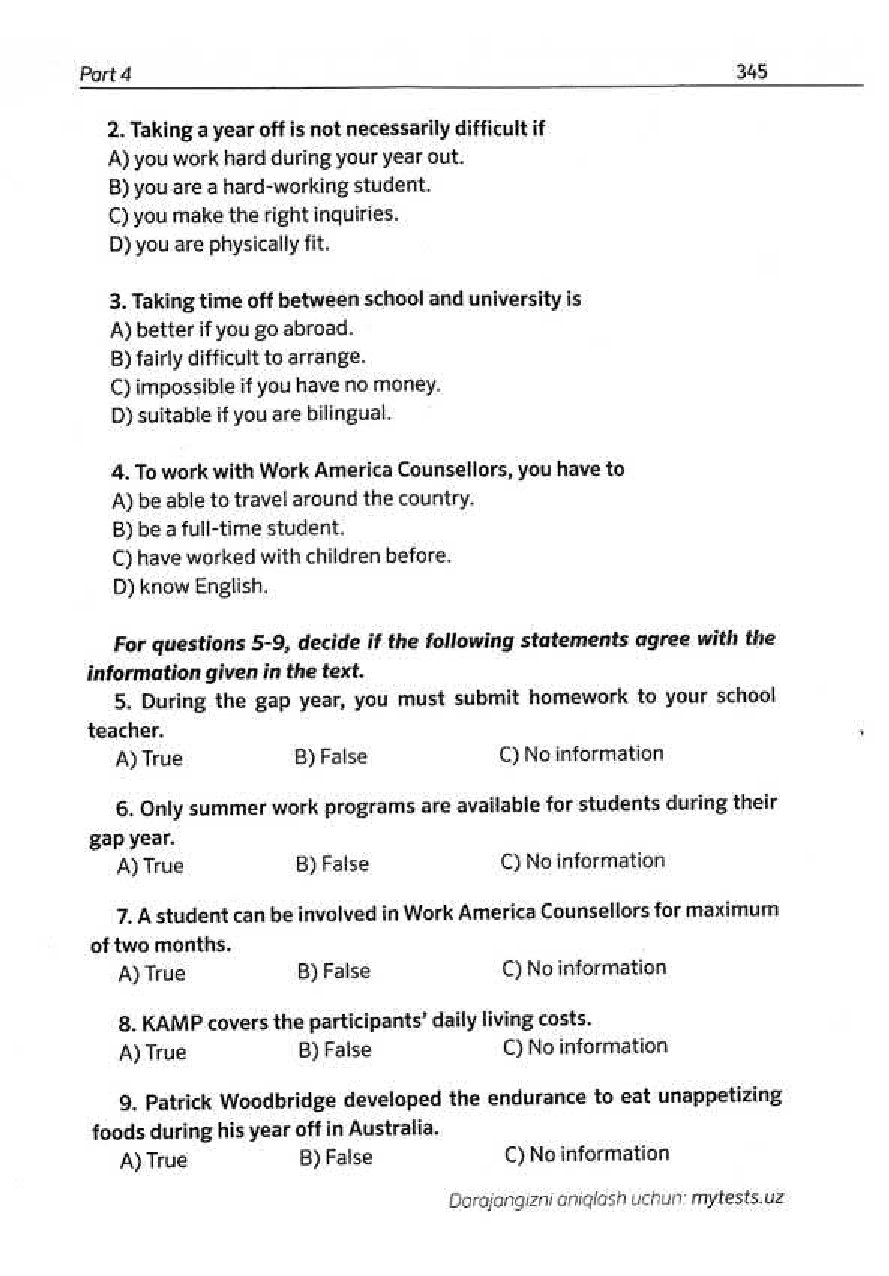 Part 4 345
2. Taking a year off is not necessarily difficult if
A) you work hard during your year out.
B) you are a hard-working student.
C) you make the right inquiries.
D) you are physically fit.
3. Taking time off between school and university is
A) better if you go abroad.
B) fairly difficult to arrange.
C) impossible if you have no money.
D) suitable if you are bilingual.
4. To work with Work America Counsellors, you have to
A) be able to travel around the country.
B) be a full-time student.
C) have worked with children before.
D) know English.
For questions 5-9, decide if the following statements agree with the
information given in the text.
5. During the gap year, you must submit homework to your school
teacher.
A) True B) False C) No information
6. Only summer work programs are available for students during their
gap year.
A) True B) False C) No information
7. A student can be involved in Work America Counsellors for maximum
of two months.
A) True B) False C) No information
8. KAMP covers the participants' daily living costs.
A) True B) False C) No information
9. Patrick Woodbridge developed the endurance to eat unappetizing
foods during his year off in Australia.
A) True B) False C) No information
Darajangizni aniqlash uchun: mytests.uz